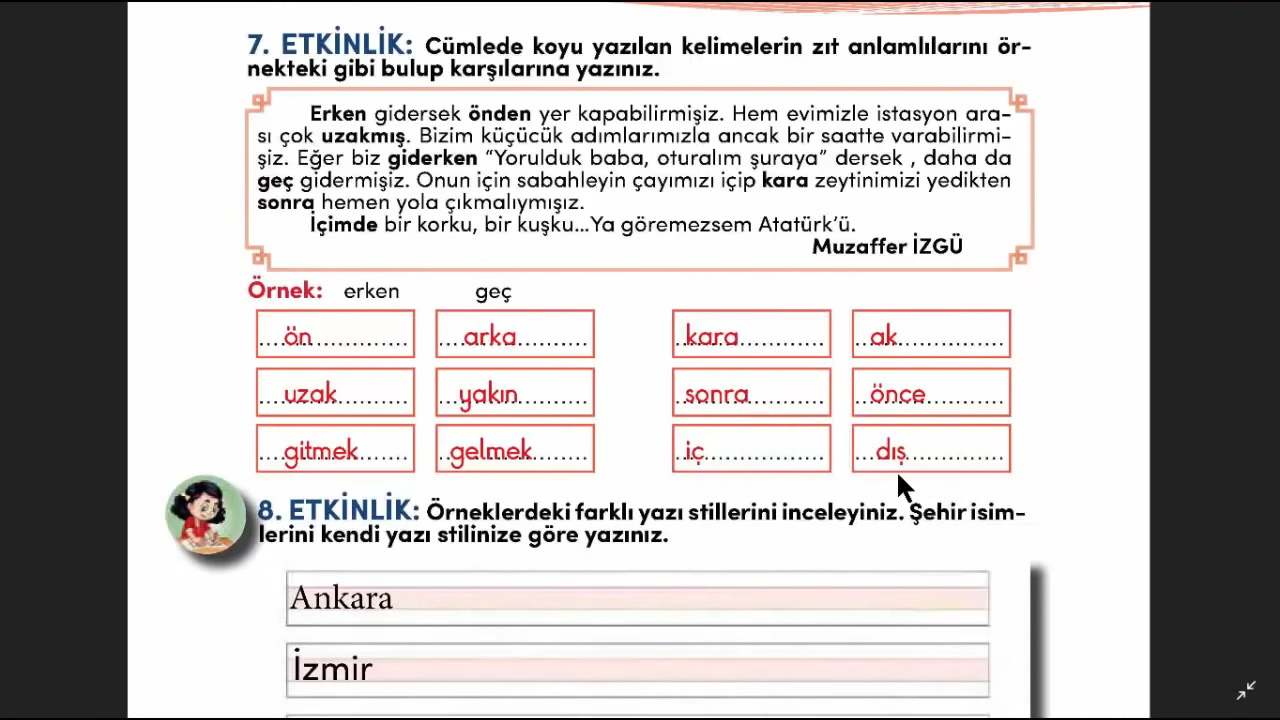 7. ETKİNLİK: Cümlede koyu yazılan kelimelerin zıt anlamlılarını ör-
nekteki gibi bulup karşılarına yazınız.
Erken gidersek önden yer kapabilirmişiz. Hem evimizle istasyon ara-
sı çok uzakmış. Bizim küçücük adımlarımızla ancak bir saatte varabilirmi-
şiz. Eğer biz giderken “Yorulduk baba, oturalım şuraya” dersek , daha da
geç gidermişiz. Onun için sabahleyin çayımızı içip kara zeytinimizi yedikten
sonra hemen yola çıkmalıymışız.
İçimde bir korku, bir kuşku...Ya göremezsem Atatürk’ü.
Muzaffer İZGÜ
Örnek: erken geç
ön arka kara ak
uzak yakın sonra önce
gitmek gelmek iç dış
8. ETKİNLİK: Örneklerdeki farklı yazı stillerini inceleyiniz. Şehir isim-
lerini kendi yazı stilinize göre yazınız.
Ankara
İzmir